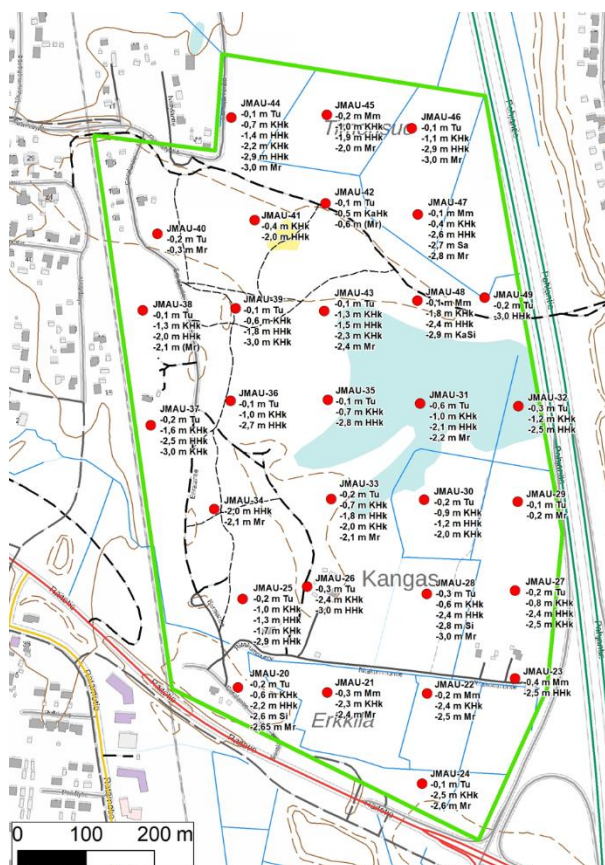 JMAU-44
-0,1 m Tu
-0,7 m KHk
-1,4 m HHk
-2,2 m KHk
-2,9 m HHk
-3,0 m Mr
JMAU-45
-0,2 m Mm
-1,0 m KHk
-1,9 m HHk
-2,0 m Mr
JMAU-46
-0,1 m Tu
-1,1 m KHk
-2,9 m HHk
-3,0 m Mr
JMAU-40
-0,2 m Tu
-0,3 m Mr
JMAU-41
-0,4 m KHk
-2,0 m HHk
JMAU-42
-0,1 m Tu
-0,5 m KaHk
-0,6 m (Mr)
JMAU-47
-0,1 m Mm
-0,4 m KHk
-2,6 m HHk
-2,7 m Sa
-2,8 m Mr
JMAU-38
-0,1 m Tu
-1,3 m KHk
-2,0 m HHk
-2,1 m (Mr)
JMAU-39
-0,1 m Tu
-0,6 m KHk
-1,8 m HHk
-3,0 m KHk
JMAU-43
-0,1 m Tu
-1,3 m KHk
-1,5 m HHk
-2,3 m KHk
-2,4 m Mr
JMAU-48
-0,1 m Mm
-1,8 m KHk
-2,4 m HHk
-2,9 m KaSi
JMAU-49
-0,2 m Tu
-3,0 HHk
JMAU-37
-0,2 m Tu
-1,6 m KHk
-2,5 m HHk
-3,0 m KHk
JMAU-36
-0,1 m Tu
-1,0 m KHk
-2,7 m HHk
JMAU-35
-0,1 m Tu
-0,7 m KHk
-2,8 m HHk
JMAU-31
-0,6 m Tu
-1,0 m KHk
-2,1 m HHk
-2,2 m Mr
JMAU-32
-0,3 m Tu
-1,2 m KHk
-2,5 m HHk
JMAU-34
-2,0 m HHk
-2,1 m Mr
JMAU-33
-0,2 m Tu
-0,7 m KHk
-1,8 m HHk
-2,0 m KHk
-2,1 m Mr
JMAU-30
-0,2 m Tu
-0,9 m KHk
-1,2 m HHk
-2,0 m KHk
JMAU-29
-0,1 m Tu
-0,2 m Mr
JMAU-25
-0,2 m Tu
-1,0 m KHk
-1,3 m HHk
-1,7 m KHk
-2,9 m HHk
JMAU-26
-0,3 m Tu
-2,4 m KHk
-3,0 m HHk
Kangas
JMAU-28
-0,3 m Tu
-0,6 m KHk
-2,4 m HHk
-2,8 m Si
-3,0 m Mr
JMAU-27
-0,2 m Tu
-0,8 m KHk
-2,4 m HHk
-2,5 m KHk
JMAU-20
-0,2 m Tu
-0,6 m KHk
-2,2 m HHk
-2,6 m Si
-2,65 m Mr
JMAU-21
-0,3 m Mm
-2,3 m KHk
-2,4 m Mr
Erkkilä
JMAU-22
-0,2 m Mm
-2,4 m KHk
-2,5 m Mr
JMAU-23
-0,4 m Mm
-2,5 m HHk
JMAU-24
-0,1 m Tu
-2,5 m KHk
-2,6 m Mr
Raitotie
Raitotie
Pohjantie
Pohjantie
0 100 200 m